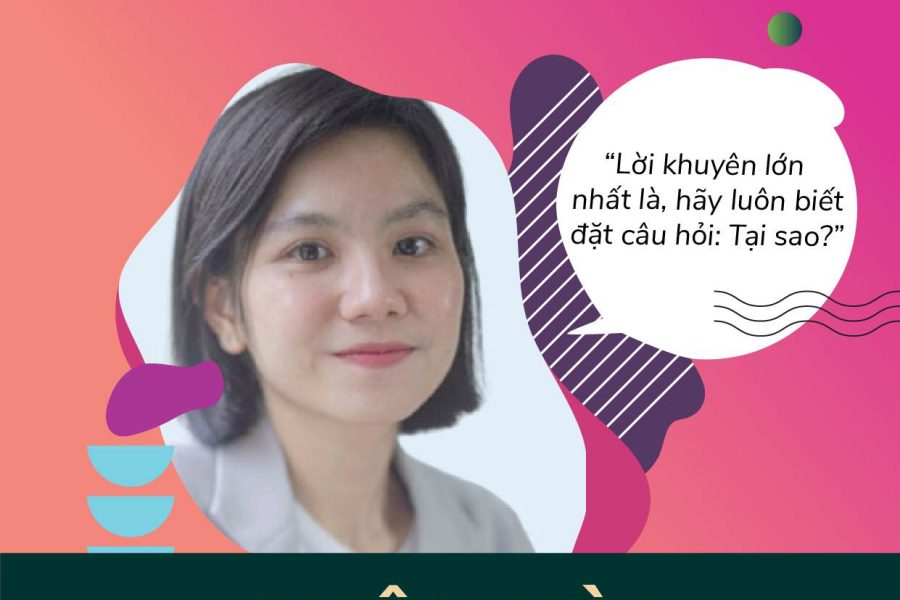 “Lời khuyên lớn
nhất là, hãy luôn biết
đặt câu hỏi: Tại sao?”